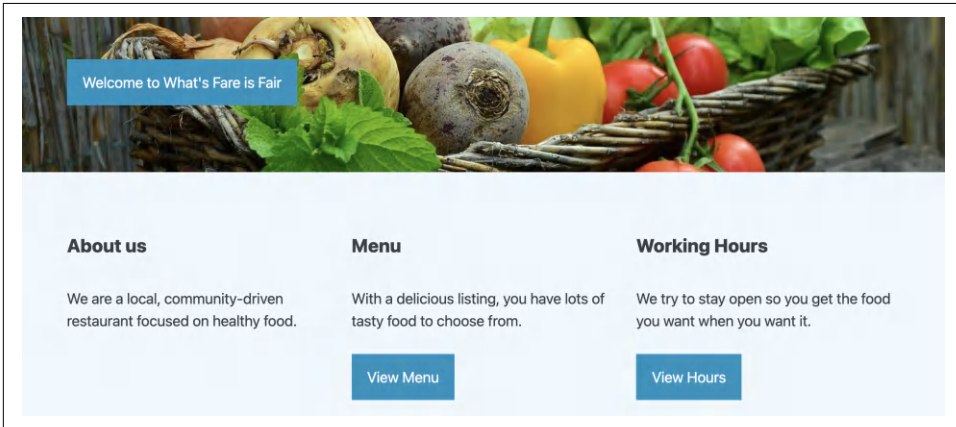 Welcome to What's Fare is Fair
About us
We are a local, community-driven
restaurant focused on healthy food.
Menu
With a delicious listing, you have lots of
tasty food to choose from.
View Menu
Working Hours
We try to stay open so you get the food
you want when you want it.
View Hours